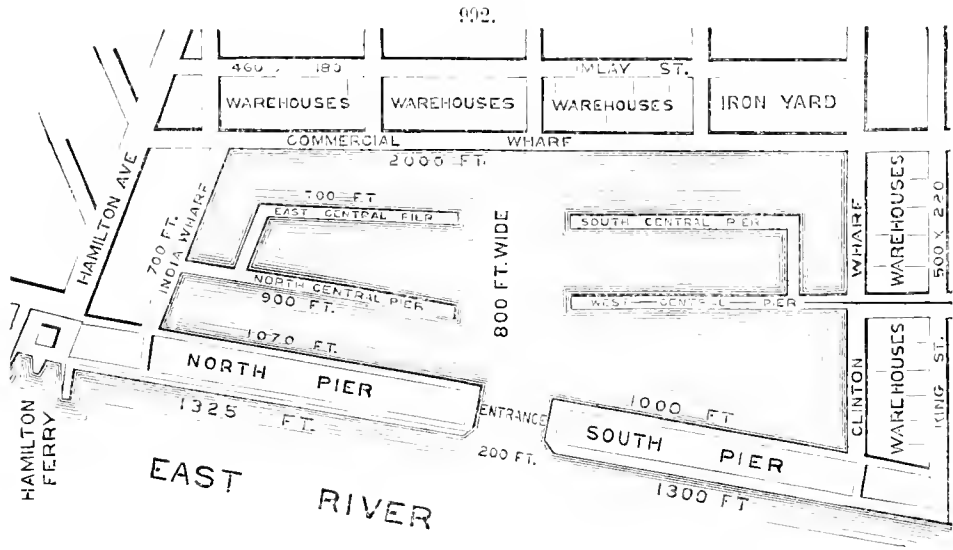 992.
460 X 180
IMLAY ST.
WAREHOUSES
WAREHOUSES
WAREHOUSES
IRON YARD
COMMERCIAL WHARF
2000 FT.
HAMILTON AVE
700 FT.
INDIA WHARF
700 FT
EAST CENTRAL PIER
NORTH CENTRAL PIER
900 FT.
800 FT. WIDE
SOUTH CENTRAL PIER
WEST CENTRAL PIER
CLINTON WHARF
WAREHOUSES
500 X 220
WAREHOUSES
KING ST.
1070 FT.
NORTH PIER
1325 FT.
ENTRANCE
200 FT.
1000 FT
SOUTH PIER
1300 FT
HAMILTON
FERRY
EAST RIVER